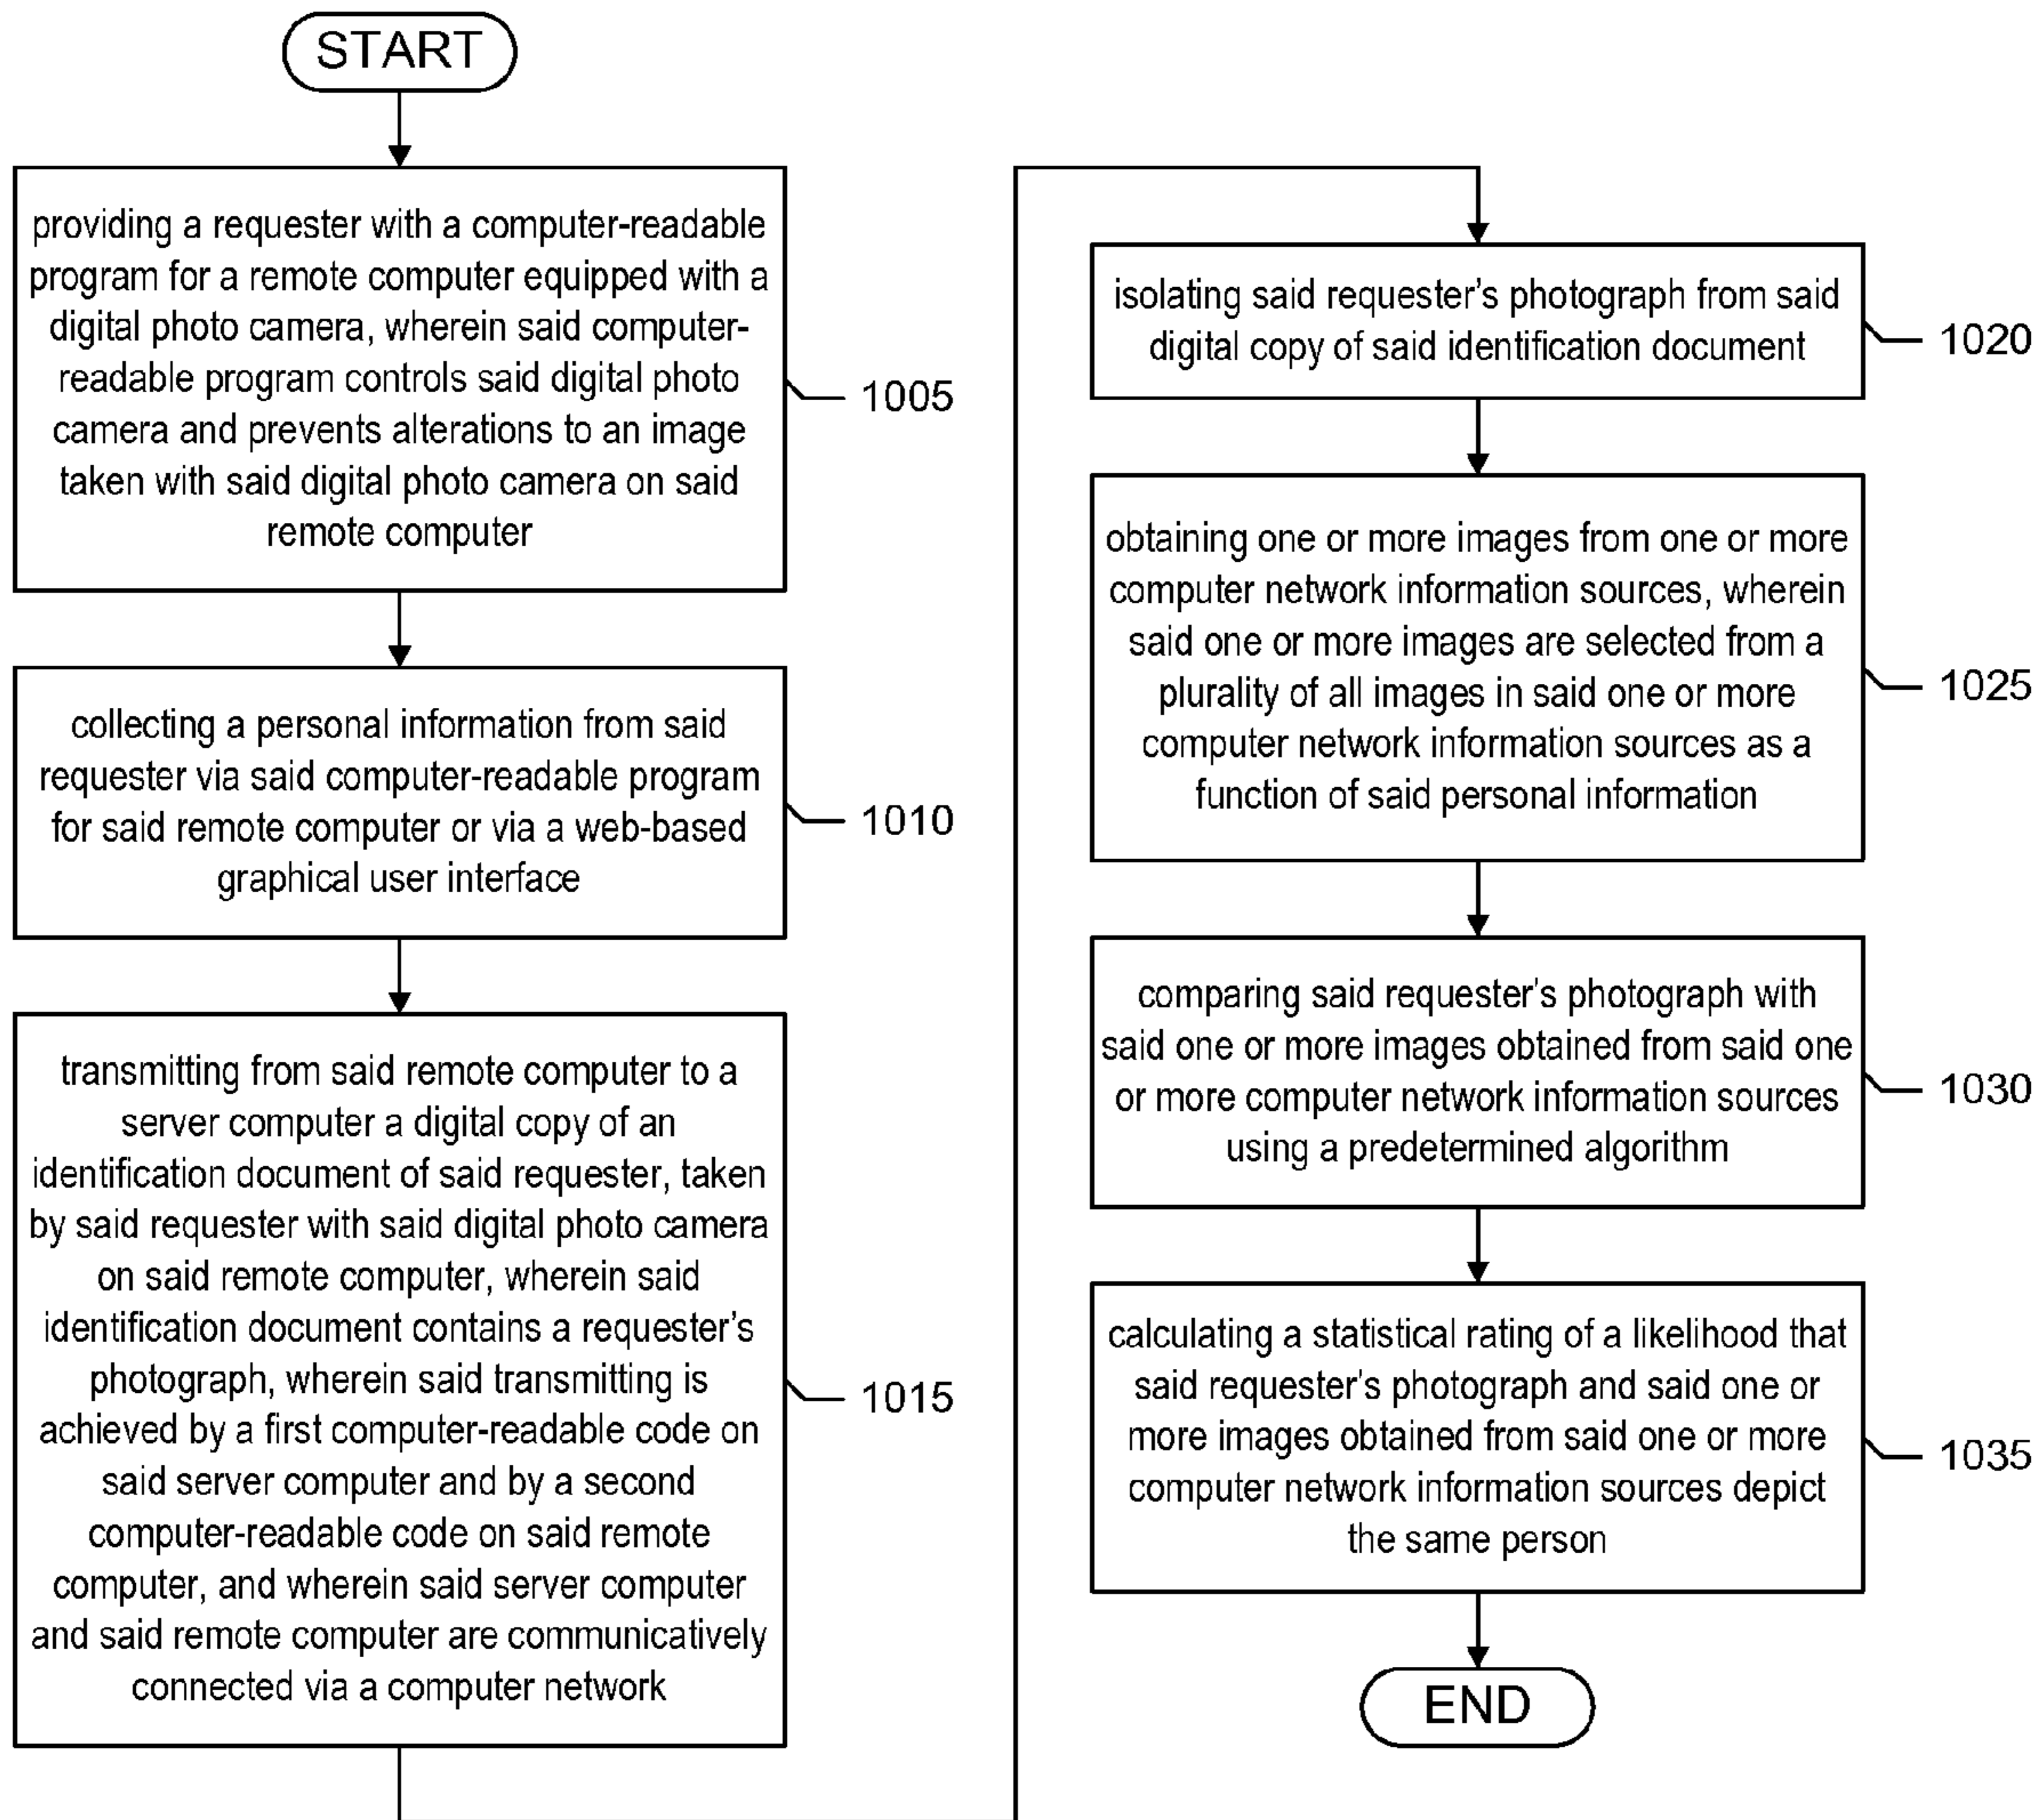 START
providing a requester with a computer-readable
program for a remote computer equipped with a
digital photo camera, wherein said computer-
readable program controls said digital photo
camera and prevents alterations to an image
taken with said digital photo camera on said
remote computer
1005
collecting a personal information from said
requester via said computer-readable program
for said remote computer or via a web-based
graphical user interface
1010
transmitting from said remote computer to a
server computer a digital copy of an
identification document of said requester, taken
by said requester with said digital photo camera
on said remote computer, wherein said
identification document contains a requester's
photograph, wherein said transmitting is
achieved by a first computer-readable code on
said server computer and by a second
computer-readable code on said remote
computer, and wherein said server computer
and said remote computer are communicatively
connected via a computer network
1015
isolating said requester's photograph from said
digital copy of said identification document
1020
obtaining one or more images from one or more
computer network information sources, wherein
said one or more images are selected from a
plurality of all images in said one or more
computer network information sources as a
function of said personal information
1025
comparing said requester's photograph with
said one or more images obtained from said one
or more computer network information sources
using a predetermined algorithm
1030
calculating a statistical rating of a likelihood that
said requester's photograph and said one or
more images obtained from said one or more
computer network information sources depict
the same person
1035
END